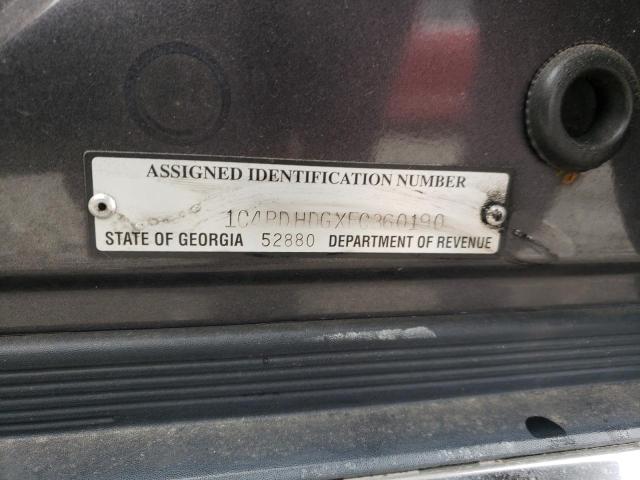 ASSIGNED IDENTIFICATION NUMBER
1C4RDHDGXFC360190
STATE OF GEORGIA 52880 DEPARTMENT OF REVENUE